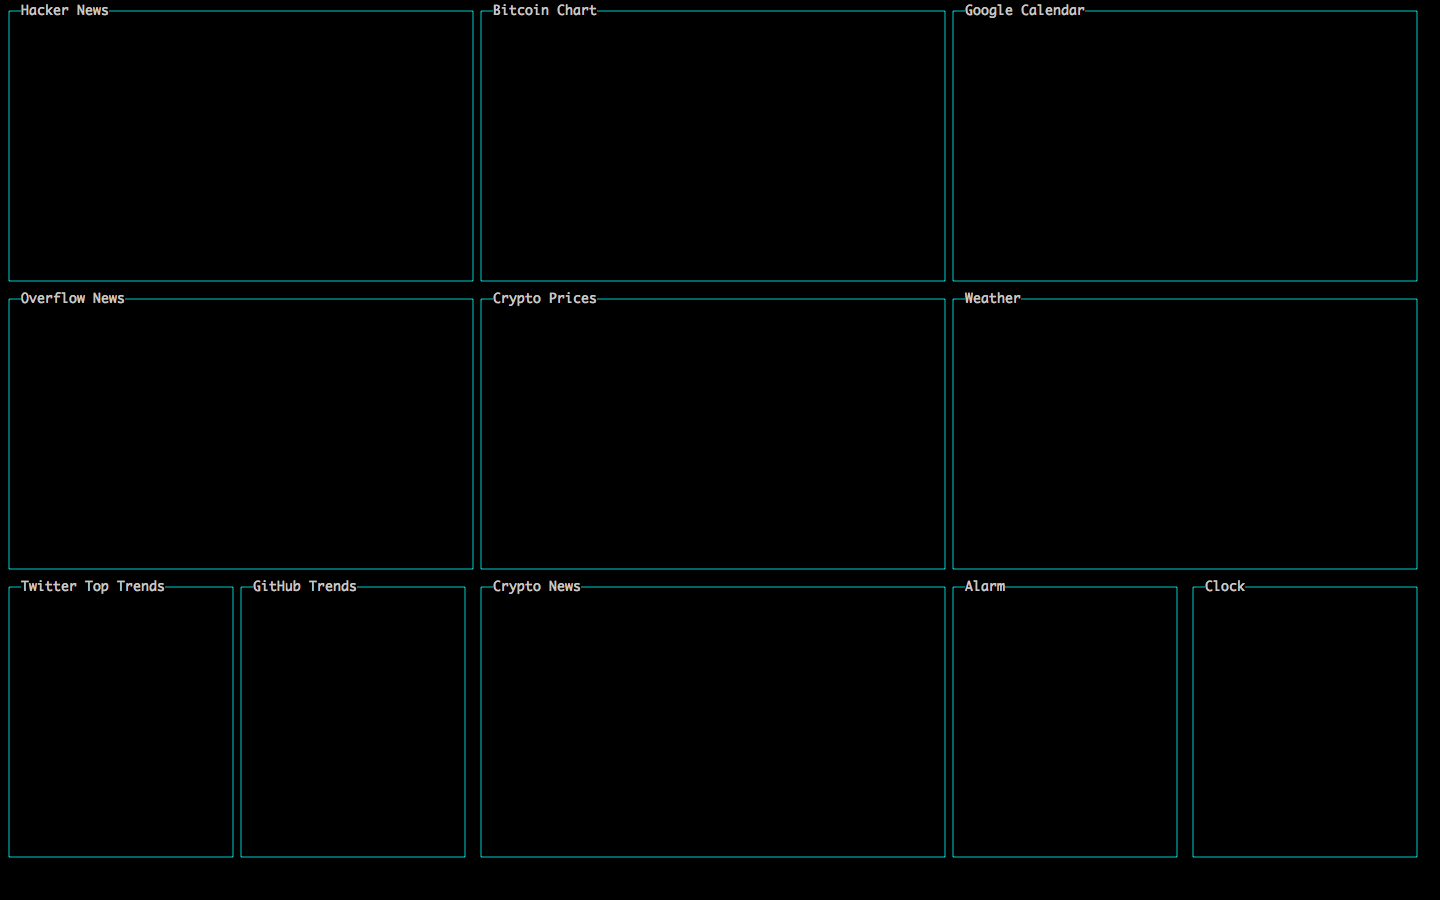 Hacker News
Bitcoin Chart
Google Calendar
Overflow News
Crypto Prices
Weather
Twitter Top Trends
GitHub Trends
Crypto News
Alarm
Clock